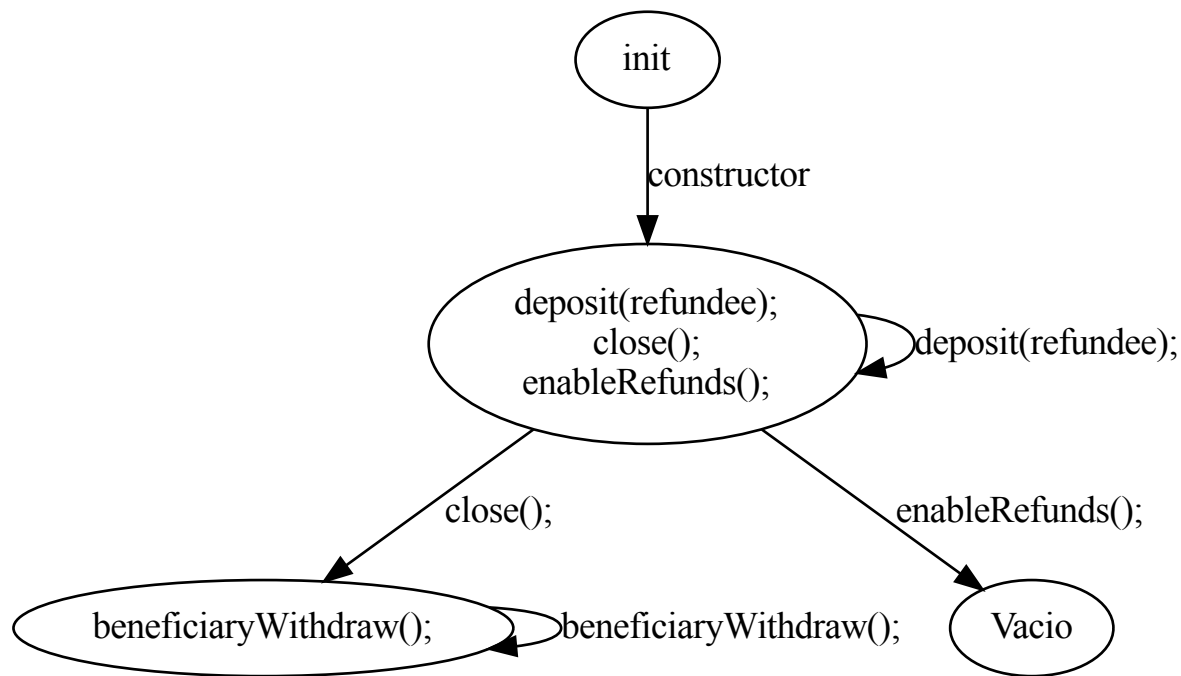 init
constructor
deposit(refundee);
close();
enableRefunds();
deposit(refundee);
close();
enableRefunds();
beneficiaryWithdraw();
beneficiaryWithdraw();
Vacio